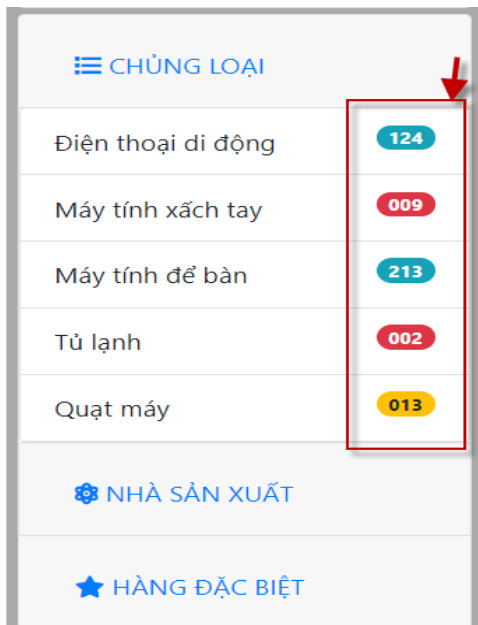 CHỦNG LOẠI
Điện thoại di động 124
Máy tính xấch tay 009
Máy tính để bàn 213
Tủ lạnh 002
Quạt máy 013
NHÀ SẢN XUẤT
HÀNG ĐẶC BIỆT